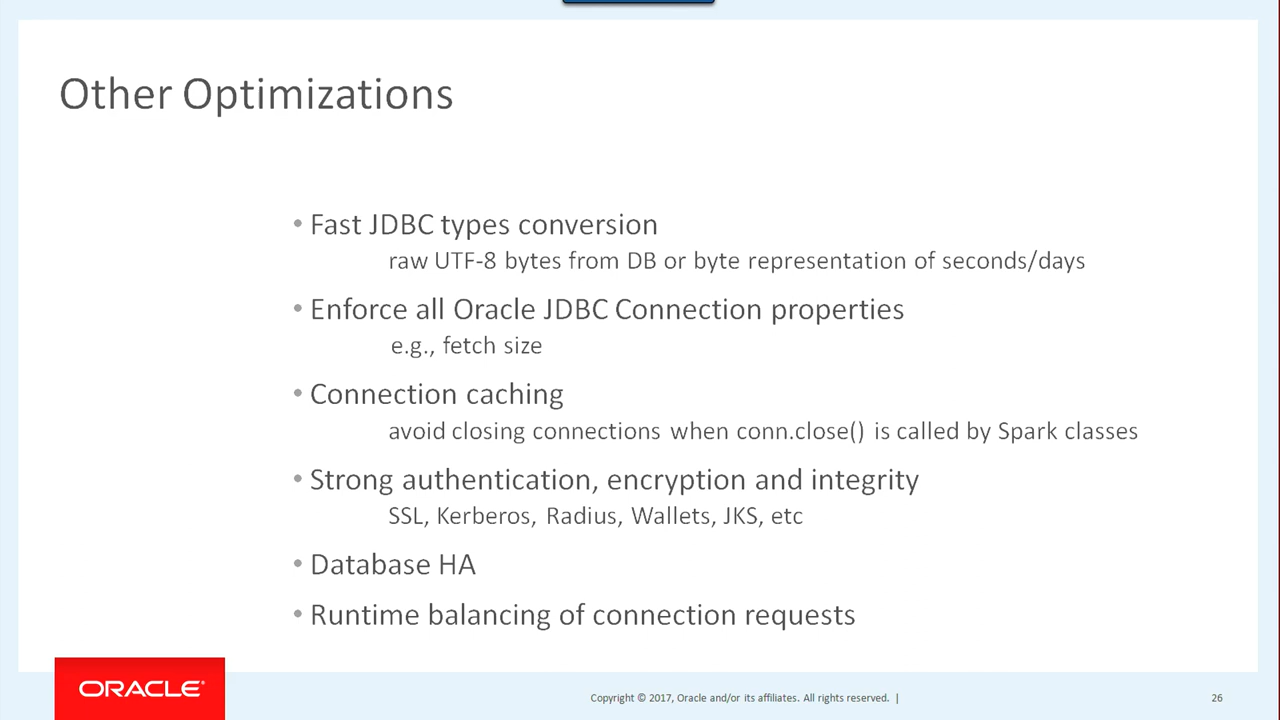 Other Optimizations
• Fast JDBC types conversion
raw UTF-8 bytes from DB or byte representation of seconds/days
• Enforce all Oracle JDBC Connection properties
e.g., fetch size
• Connection caching
avoid closing connections when conn.close() is called by Spark classes
• Strong authentication, encryption and integrity
SSL, Kerberos, Radius, Wallets, JKS, etc
• Database HA
• Runtime balancing of connection requests
ORACLE®
Copyright © 2017, Oracle and/or its affiliates. All rights reserved. |
26